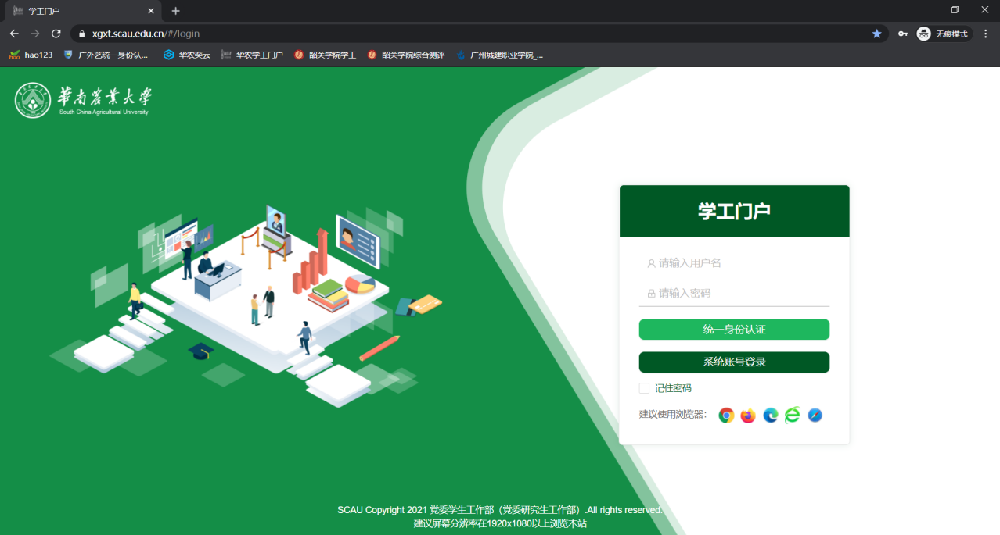 学工门户
xgxt.scau.edu.cn/#/login
无痕模式
hao123
广外艺统一身份认...
华农奕云
华农学工门户
韶关学院学工
韶关学院综合测评
广州城建职业学院_...
華南农業大学
South China Agricultural University
学工门户
请输入用户名
请输入密码
统一身份认证
系统账号登录
记住密码
建议使用浏览器：
SCAU Copyright 2021 党委学生工作部（党委研究生工作部）.All rights reserved.
建议屏幕分辨率在1920x1080以上浏览本站